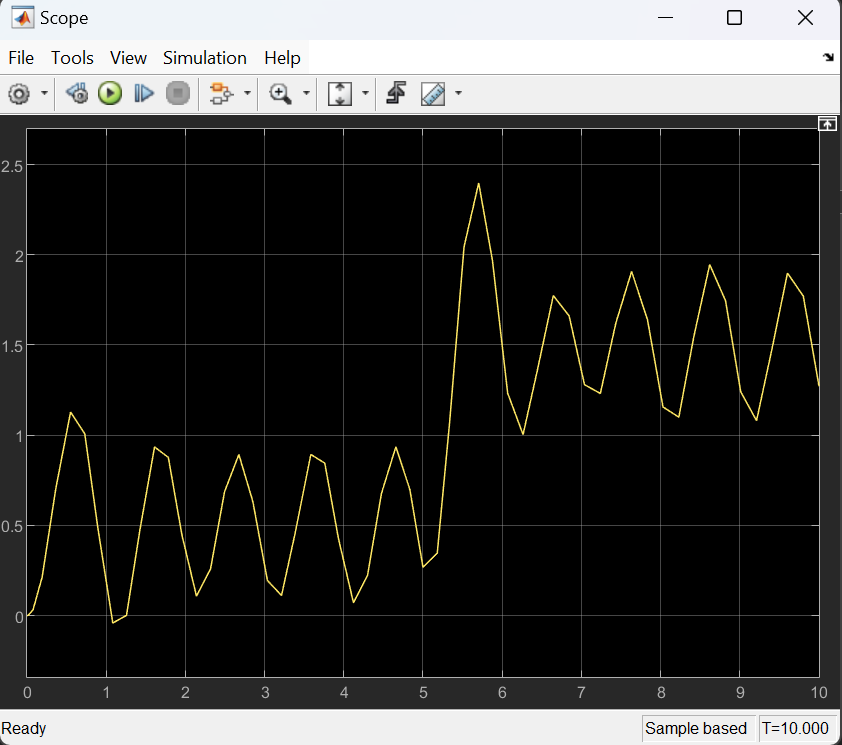 Scope
File Tools View Simulation Help
2.5
2
1.5
1
0.5
0
0 1 2 3 4 5 6 7 8 9 10
Ready Sample based T=10.000